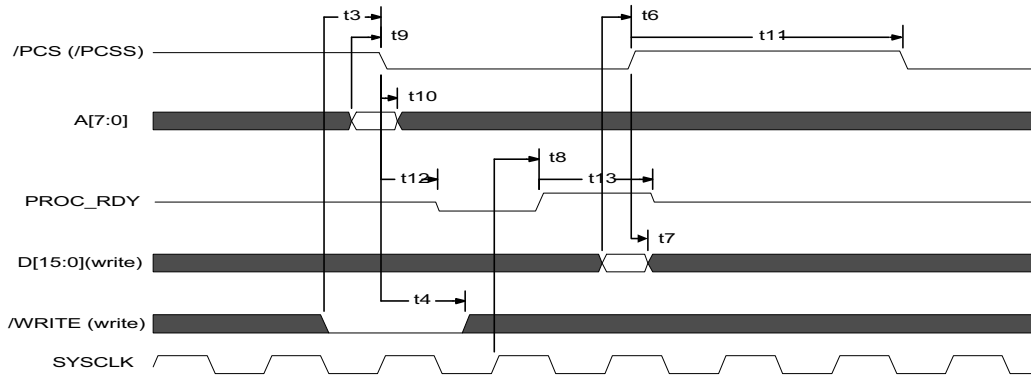 t3
t6
/PCS (/PCSS)
t9
t11
t10
A[7:0]
t8
t12
t13
PROC_RDY
t7
D[15:0](write)
t4
/WRITE (write)
SYSCLK